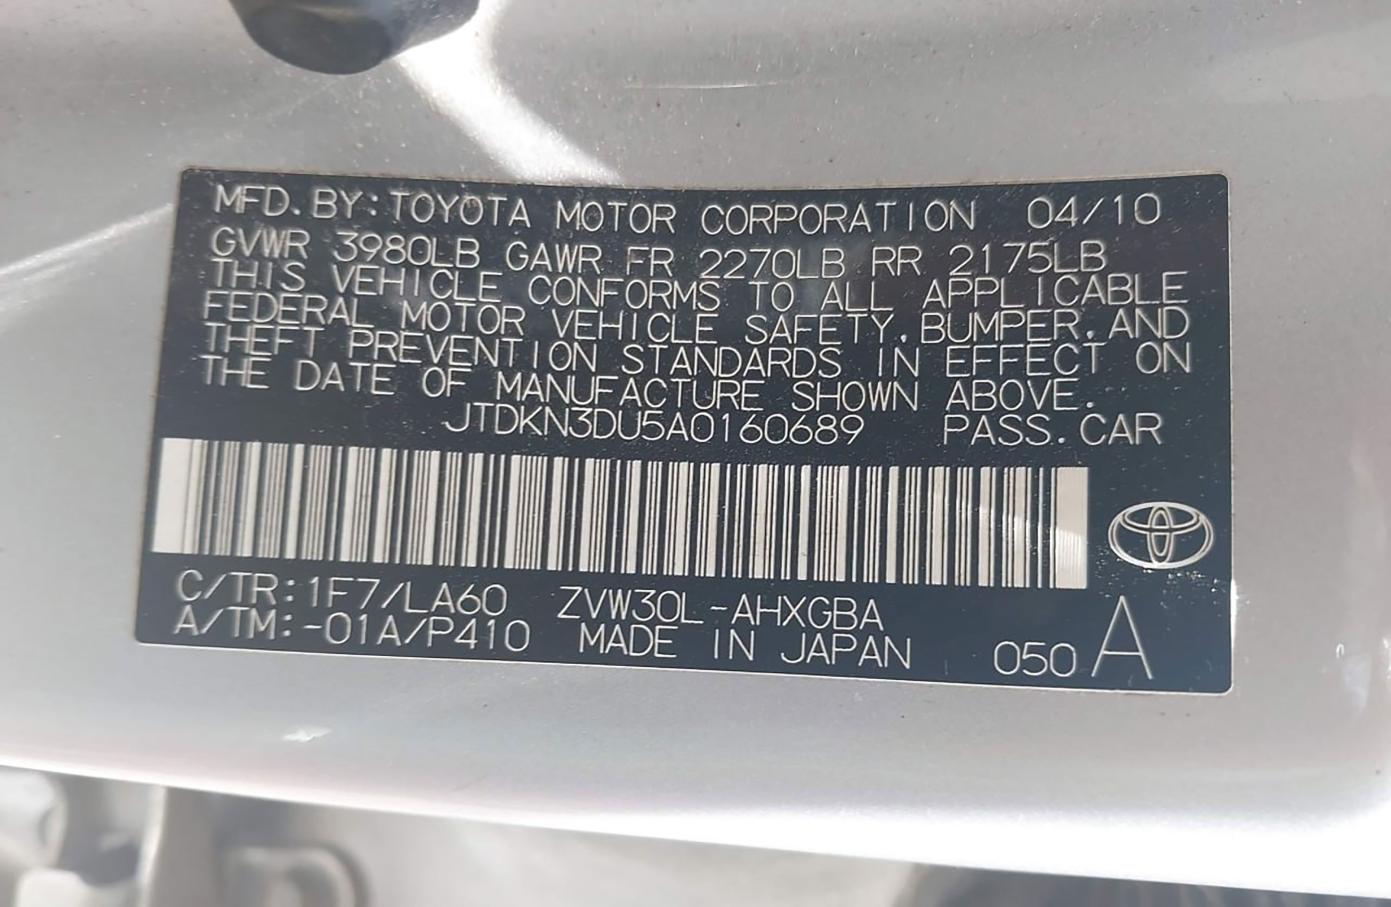 MFD. BY: TOYOTA MOTOR CORPORATION 04/10
GVWR 3980LB GAWR FR 2270LB RR 2175LB
THIS VEHICLE CONFORMS TO ALL APPLICABLE
FEDERAL MOTOR VEHICLE SAFETY, BUMPER, AND
THEFT PREVENTION STANDARDS IN EFFECT ON
THE DATE OF MANUFACTURE SHOWN ABOVE.
JTDKN3DU5A0160689 PASS. CAR
C/TR: 1F7/LA60 ZVW30L-AHXGBA
A/TM: -01A/P410 MADE IN JAPAN 050 A